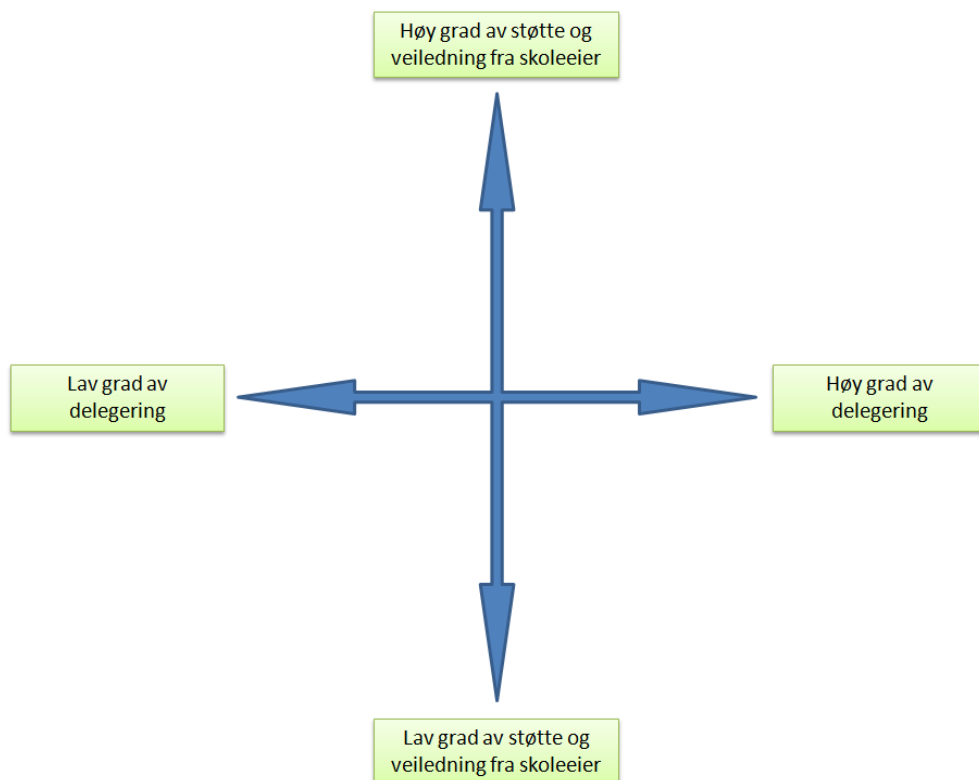 Høy grad av støtte og
veiledning fra skoleeier
Lav grad av
delegering
Høy grad av
delegering
Lav grad av støtte og
veiledning fra skoleeier